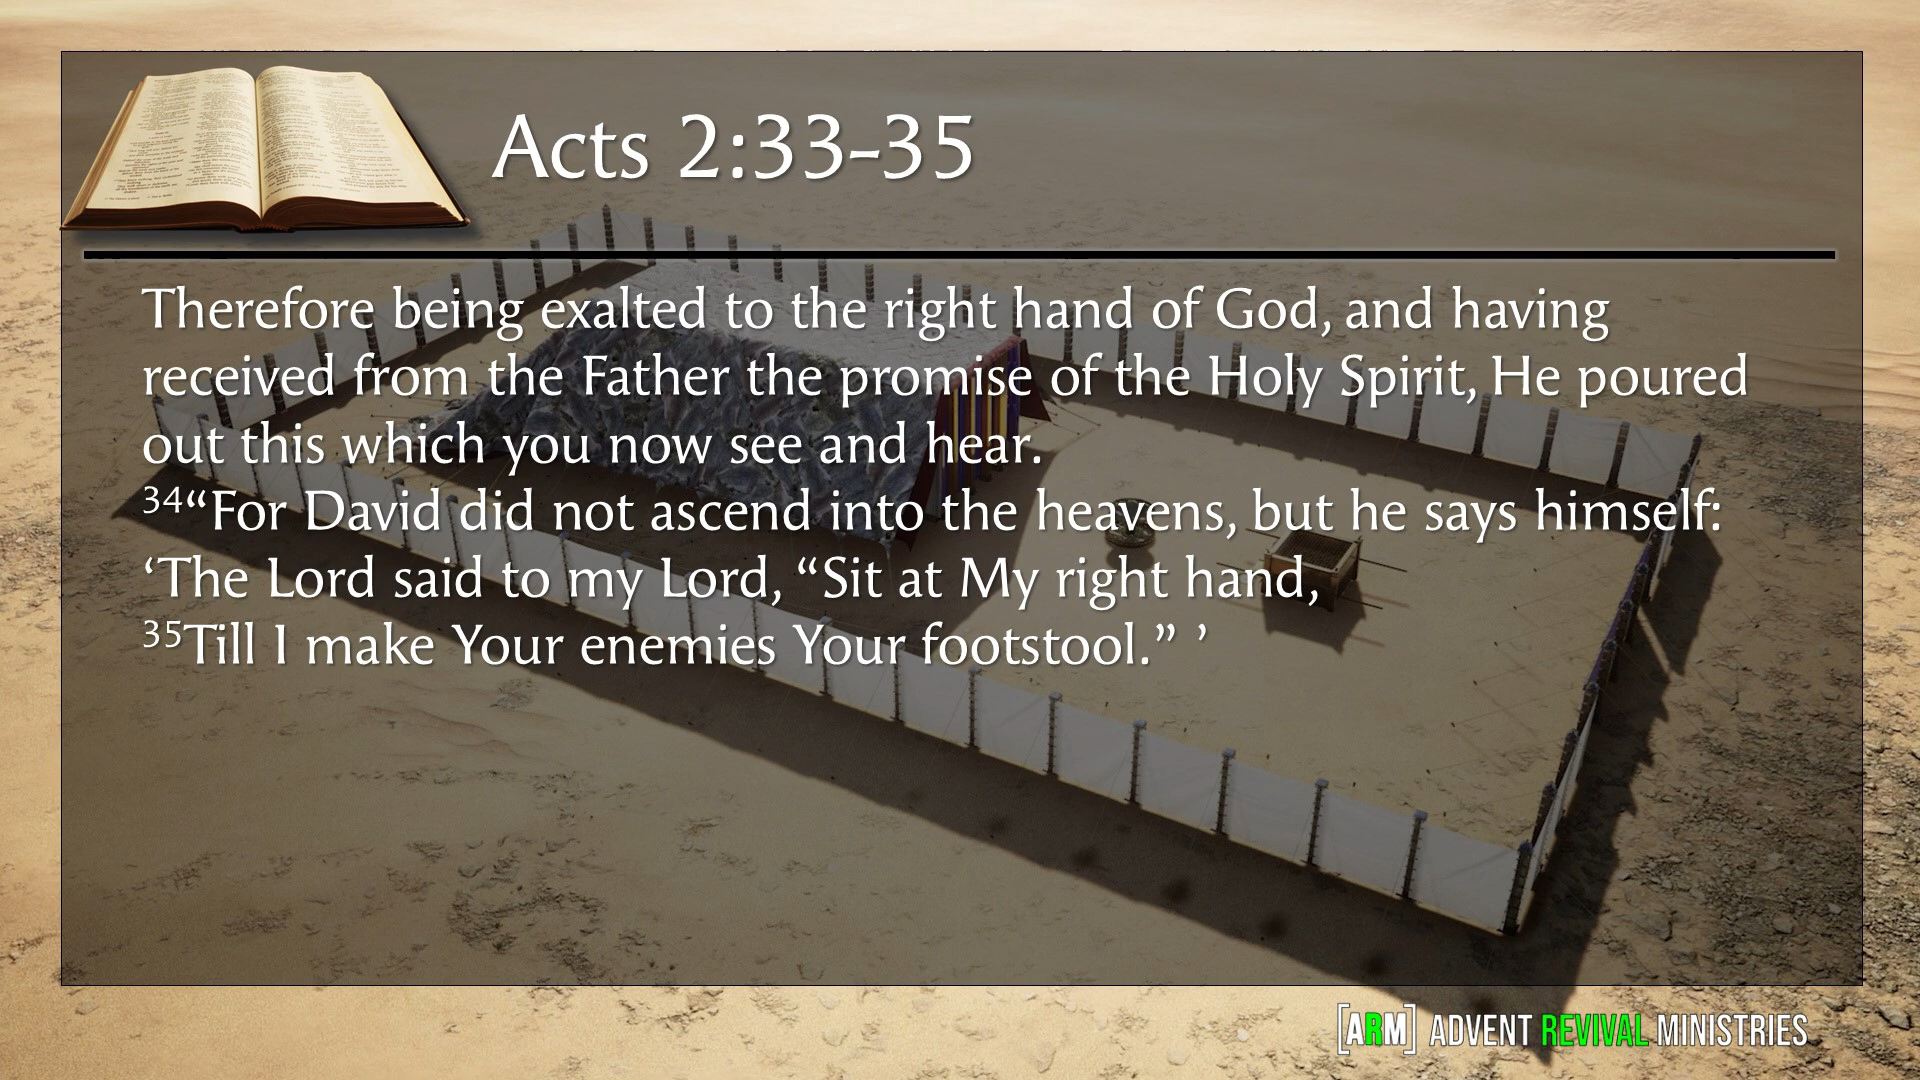 Acts 2:33-35
Therefore being exalted to the right hand of God, and having
received from the Father the promise of the Holy Spirit, He poured
out this which you now see and hear.
34“For David did not ascend into the heavens, but he says himself:
‘The Lord said to my Lord, “Sit at My right hand,
35Till I make Your enemies Your footstool.” ’
[ARM] ADVENT REVIVAL MINISTRIES